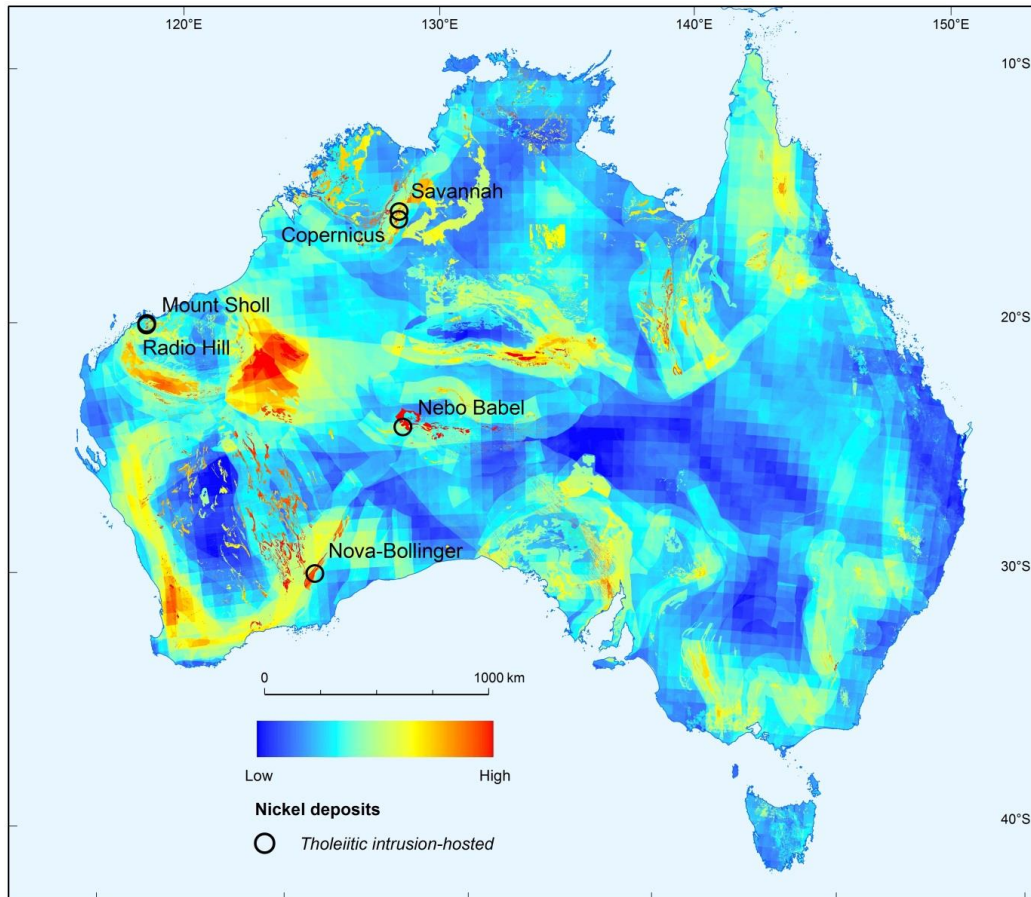 120°E
130°E
140°E
150°E
10°S
Savannah
Copernicus
Mount Sholl
20°S
Radio Hill
Nebo Babel
Nova-Bollinger
30°S
0
1000 km
Low
High
Nickel deposits
Tholeiitic intrusion-hosted
40°S